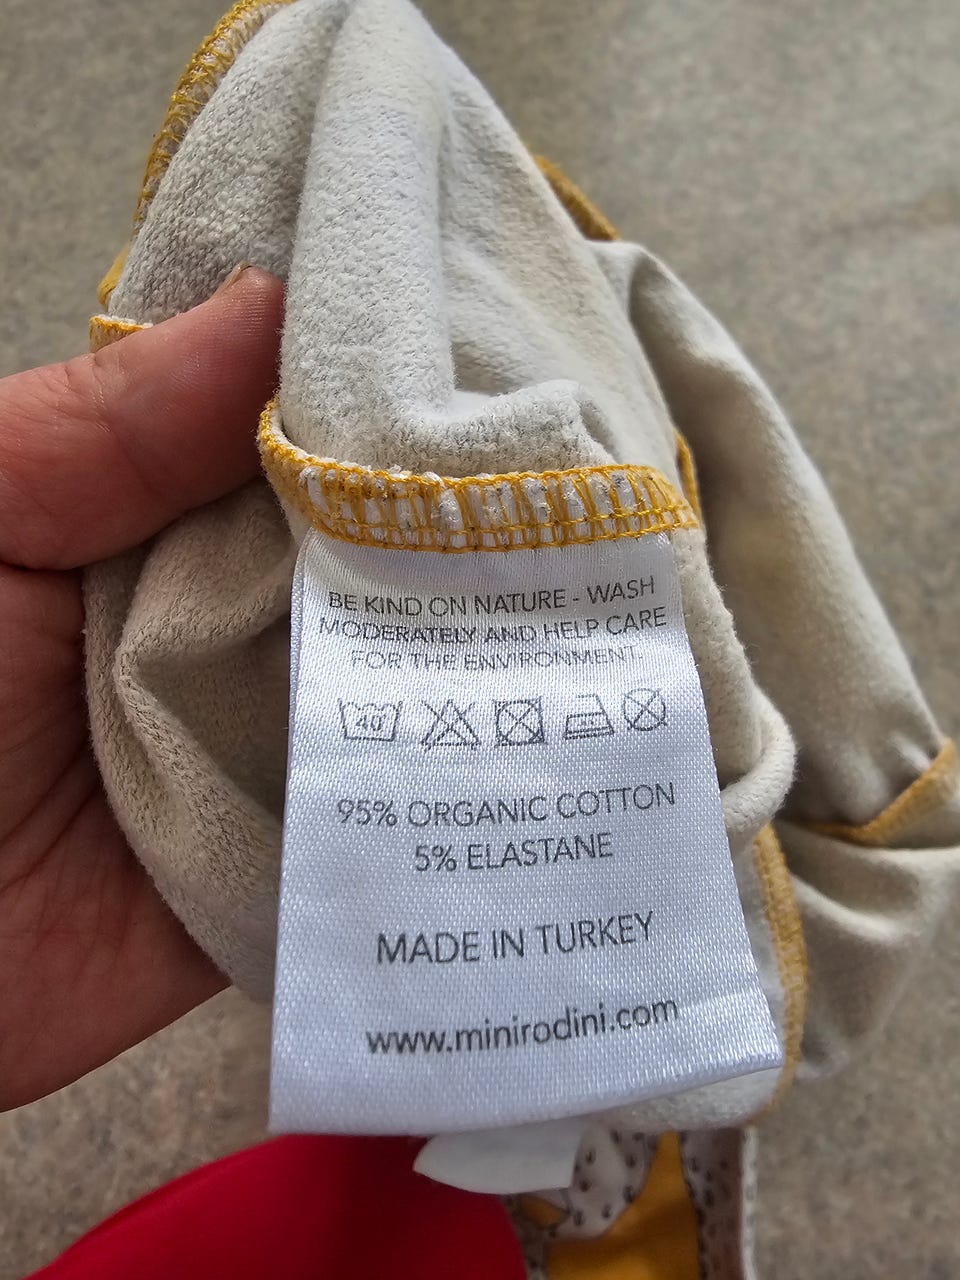 BE KIND ON NATURE - WASH
MODERATELY AND HELP CARE
FOR THE ENVIRONMENT.
40
95% ORGANIC COTTON
5% ELASTANE
MADE IN TURKEY
www.minirodini.com